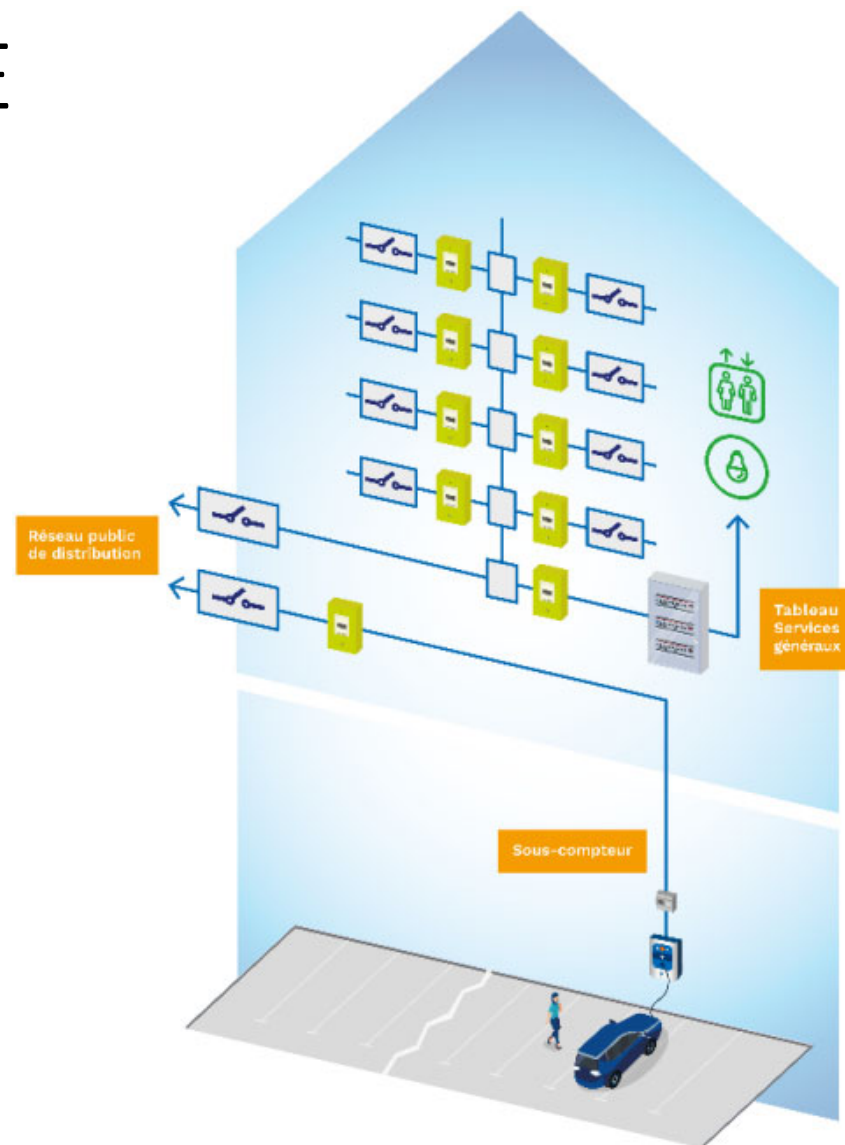 Réseau public
de distribution
Tableau
Services
généraux
Sous-compteur